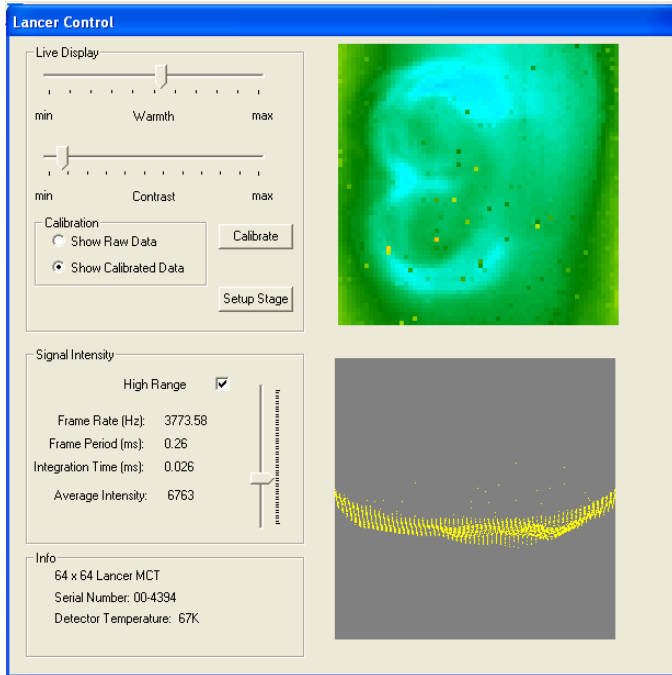 Lancer Control
Live Display
min Warmth max
min Contrast max
Calibration
Show Raw Data
Show Calibrated Data
Calibrate
Setup Stage
Signal Intensity
High Range
Frame Rate (Hz): 3773.58
Frame Period (ms): 0.26
Integration Time (ms): 0.026
Average Intensity: 6763
Info
64 x 64 Lancer MCT
Serial Number: 00-4394
Detector Temperature: 67K